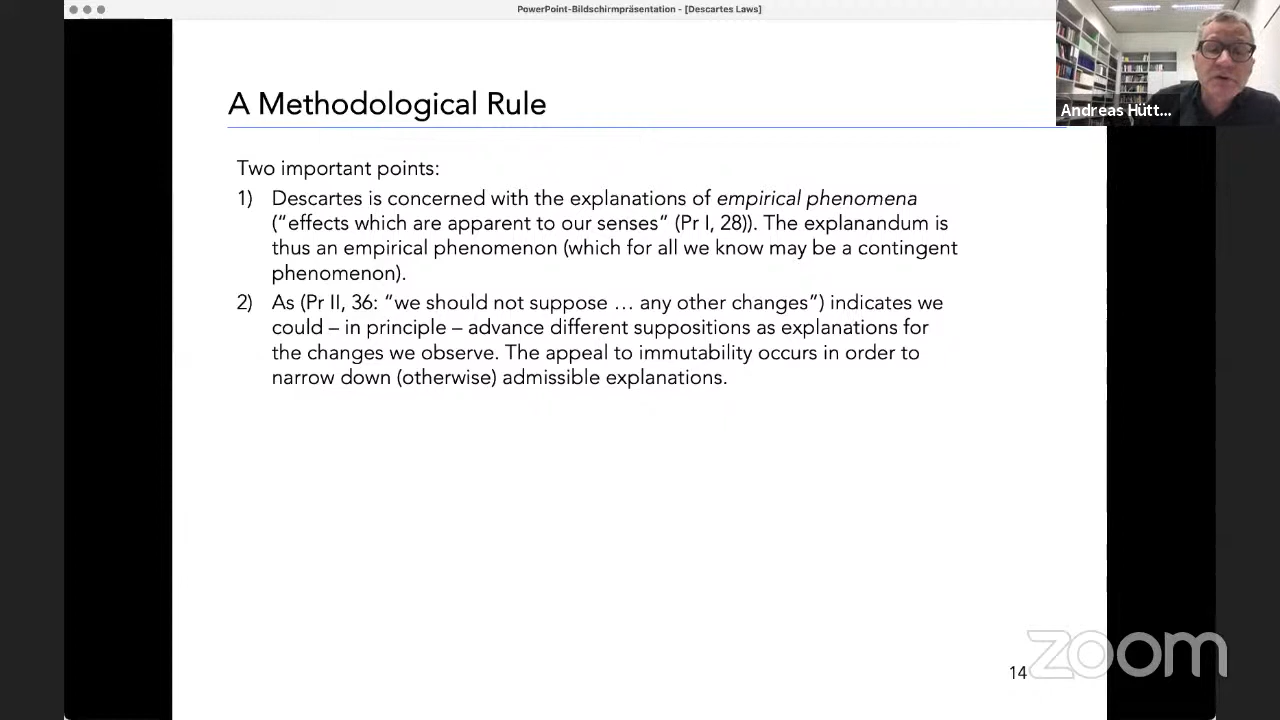 PowerPoint-Bildschirmpräsentation - [Descartes Laws]
Andreas Hütt...
A Methodological Rule
Two important points:
1) Descartes is concerned with the explanations of empirical phenomena
(“effects which are apparent to our senses” (Pr I, 28)). The explanandum is
thus an empirical phenomenon (which for all we know may be a contingent
phenomenon).
2) As (Pr II, 36: “we should not suppose … any other changes”) indicates we
could – in principle – advance different suppositions as explanations for
the changes we observe. The appeal to immutability occurs in order to
narrow down (otherwise) admissible explanations.
zoom
14